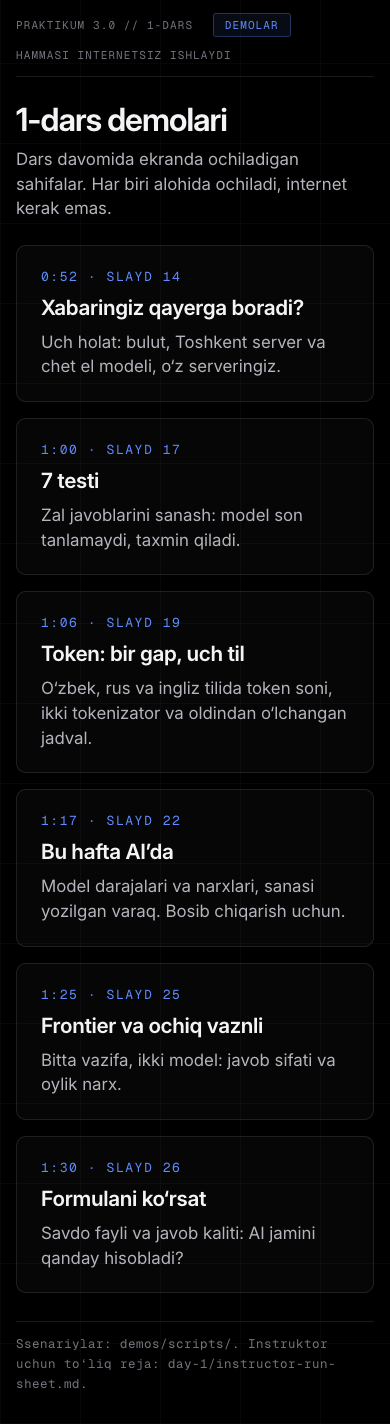 PRAKTIKUM 3.0 // 1-DARS DEMOLAR
HAMMASI INTERNETSIZ ISHLAYDI
1-dars demolari
Dars davomida ekranda ochiladigan
sahifalar. Har biri alohida ochiladi, internet
kerak emas.
0:52 · SLAYD 14
Xabaringiz qayerga boradi?
Uch holat: bulut, Toshkent server va
chet el modeli, oʻz serveringiz.
1:00 · SLAYD 17
7 testi
Zal javoblarini sanash: model son
tanlamaydi, taxmin qiladi.
1:06 · SLAYD 19
Token: bir gap, uch til
Oʻzbek, rus va ingliz tilida token soni,
ikki tokenizator va oldindan oʻlchangan
jadval.
1:17 · SLAYD 22
Bu hafta AI’da
Model darajalari va narxlari, sanasi
yozilgan varaq. Bosib chiqarish uchun.
1:25 · SLAYD 25
Frontier va ochiq vaznli
Bitta vazifa, ikki model: javob sifati va
oylik narx.
1:30 · SLAYD 26
Formulani koʻrsat
Savdo fayli va javob kaliti: AI jamini
qanday hisobladi?
Ssenariylar: demos/scripts/. Instruktor
uchun toʻliq reja: day-1/instructor-run-
sheet.md.